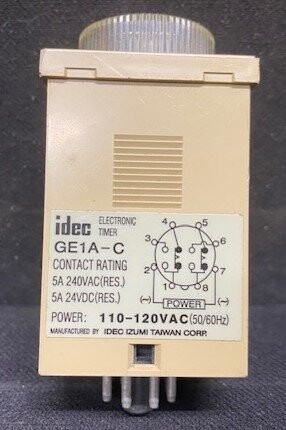 idec ELECTRONIC TIMER
GE1A-C
CONTACT RATING
5A 240VAC(RES.)
5A 24VDC(RES.)
4 5
3 6
2 7
1 8
(~) POWER (~)
(-) (+)
POWER: 110-120VAC (50/60Hz)
MANUFACTURED BY IDEC IZUMI TAIWAN CORP.